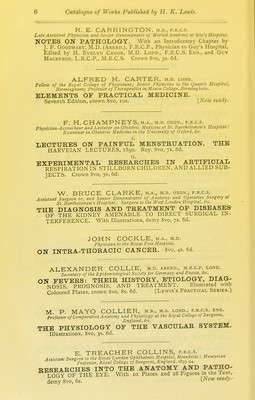 6 Catalogue of Works Published by H. K. Lewis.
R. E. CARRINGTON, M.D., F.R.C.P.
Late Assistant Physician and Senior Demonstrator of Morbid Anatomy at Guy's Hospital.
NOTES ON PATHOLOGY. With an Introductory Chapter by
J. F. GOODHART, M.D. (ABERD.), F.R.C.P., Physician to Guy's Hospital.
Edited by H. EVELYN CROOK, M.D. LOND., F.R.C.S. ENG., and GUY
MACKESON, L.R.C.P., M.R.C.S. Crown 8vo, 3s. 6d.
ALFRED H. CARTER, M.D. LOND.
Fellow of the Royal College of Physicians; Senior Physician to the Queen's Hospital,
Birmingham; Professor of Therapeutics in Mason College, Birmingham.
ELEMENTS OF PRACTICAL MEDICINE.
Seventh Edition, crown 8vo, 10s. [Now ready.
F. H. CHAMPNEYS, M.A., M.D. OXON., F.R.C.P.
Physician-Accoucheur and Lecturer on Obstetric Medicine at St. Bartholomew's Hospital:
Examiner in Obstetric Medicine in the University of Oxford, &c.
I.
LECTURES ON PAINFUL MENSTRUATION. THE
HARVEIAN LECTURES, 1890. Roy. 8vo, 7s. 6d.
II.
EXPERIMENTAL RESEARCHES IN ARTIFICIAL
RESPIRATION IN STILLBORN CHILDREN, AND ALLIED SUB-
JECTS. Crown 8vo, 3s. 6d.
W. BRUCE CLARKE, M.A., M.B. OXON., F.R.C.S.
Assistant Surgeon to, and Senior Demonstrator of Anatomy and Operative Surgery at
St. Bartholomew's Hospital; Surgeon to the West London Hospital, &c.
THE DIAGNOSIS AND TREATMENT OF DISEASES
OF THE KIDNEY AMENABLE TO DIRECT SURGICAL IN-
TERFERENCE. With Illustrations, demy 8vo, 7s. 6d.
JOHN COCKLE, M.A., M.D.
Physician to the Royal Free Hospital.
ON INTRA-THORACIC CANCER. 8vo, 4s. 6d.
ALEXANDER COLLIE, M.D. ABERD., M.R.C.P. LOND.
Secretary of the Epidemiological Society for Germany and Russia, &c.
ON FEVERS: THEIR HISTORY, ETIOLOGY, DIAG-
NOSIS, PROGNOSIS, AND TREATMENT. Illustrated with
Coloured Plates, crown 8vo, 8s. 6d. [LEWIS'S PRACTICAL SERIES.]
M. P. MAYO COLLIER, M.B., M.S. LOND., F.R.C.S. ENG.
Professor of Comparative Anatomy and Physiology at the Royal College of Surgeons,
England, &c.
THE PHYSIOLOGY OF THE VASCULAR SYSTEM.
Illustrations, 8vo, 3s. 6d.
E. TREACHER COLLINS, F.R.C.S.
Assistant Surgeon to the Royal London Ophthalmic Hospital, Moorfields; Hunterian
Professor, Royal College of Surgeons, England, 1893-94
RESEARCHES INTO THE ANATOMY AND PATHO-
LOGY OF THE EYE. With 10 Plates and 28 Figures in the Text,
demy 8vo, 6s. [Now ready.